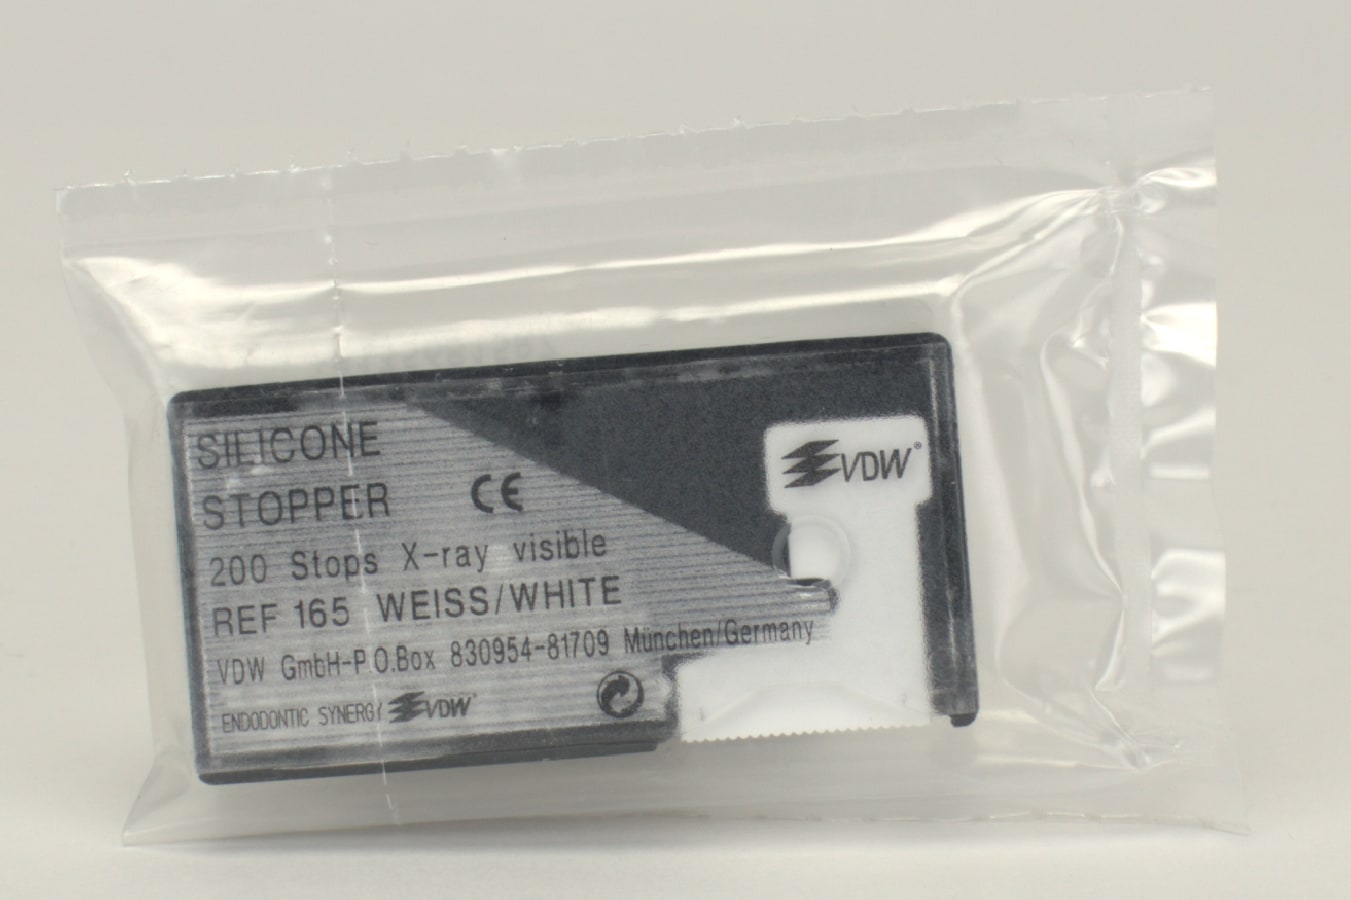 SILICONE
STOPPER
CE
200 Stops X-ray visible
REF 165 WEISS/WHITE
VDW GmbH-P.O.Box 830954-81709 München/Germany
ENDODONTIC SYNERGY VDW®
VDW®